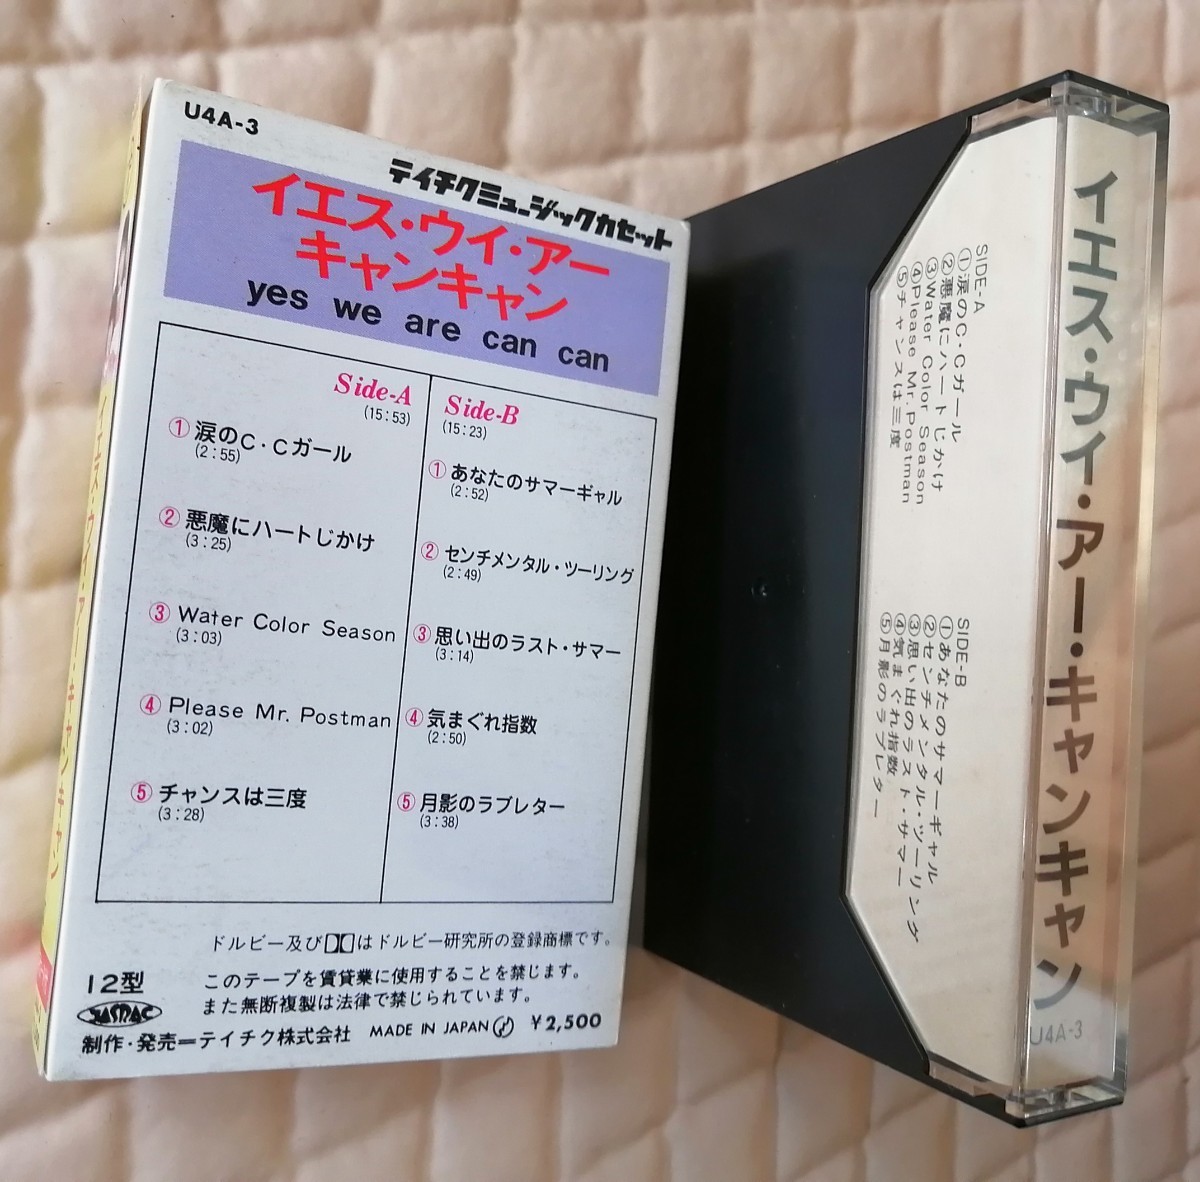 U4A-3
テイチクミュージックカセット
イエス・ウイ・アー
キャンキャン
yes we are can can
Side-A
(15:53)
①涙のC・Cガール
(2:55)
②悪魔にハートじかけ
(3:25)
③Water Color Season
(3:03)
④Please Mr. Postman
(3:02)
⑤チャンスは三度
(3:28)
Side-B
(15:23)
①あなたのサマーギャル
(2:52)
②センチメンタル・ツーリング
(2:49)
③思い出のラスト・サマー
(3:14)
④気まぐれ指数
(2:50)
⑤月影のラブレター
(3:38)
ドルビー及びはドルビー研究所の登録商標です。
12型
このテープを賃貸業に使用することを禁じます。
また無断複製は法律で禁じられています。
JASRAC
制作・発売=テイチク株式会社 MADE IN JAPAN ¥2,500
イエス・ウイ・アー・キャンキャン
SIDE-A
①涙のC・Cガール
②悪魔にハートじかけ
③Water Color Season
④Please Mr.Postman
⑤チャンスは三度
SIDE-B
①あなたのサマーギャル
②センチメンタル・ツーリング
③思い出のラスト・サマー
④気まぐれ指数
⑤月影のラブレター
イエス・ウィ・アー・キャンキャン
U4A-3